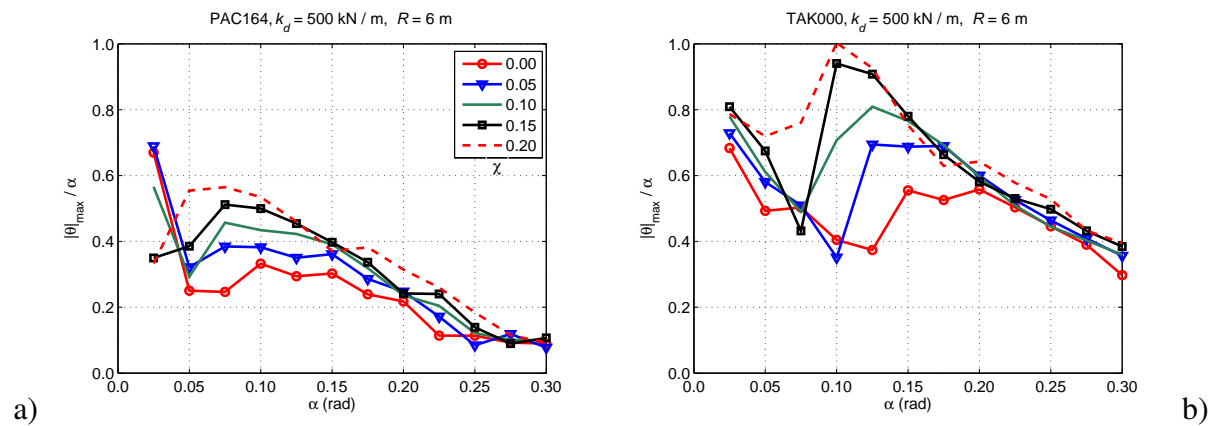 PAC164, k_d = 500 kN / m, R = 6 m
1.0
0.8
0.6
0.4
0.2
0.0
|θ|max / α
0.00
0.05
0.10
0.15
0.20
χ
0.0 0.05 0.10 0.15 0.20 0.25 0.30
α (rad)
a)
TAK000, k_d = 500 kN / m, R = 6 m
1.0
0.8
0.6
0.4
0.2
0.0
|θ|max / α
0.0 0.05 0.10 0.15 0.20 0.25 0.30
α (rad)
b)